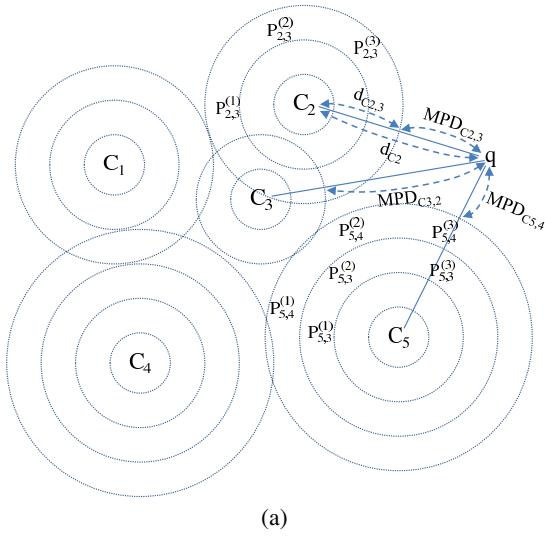 P2,3(2)
P2,3(3)
P2,3(1)
C2
dC2,3
MPDC2,3
dC2
q
C1
C3
MPDC3,2
MPDC5,4
P5,4(2)
P5,4(3)
P5,3(2)
P5,3(3)
P5,4(1)
P5,3(1)
C5
C4
(a)